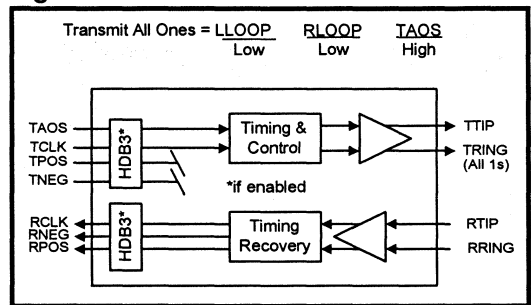 Transmit All Ones = LLOOP RLOOP TAOS
Low Low High
TAOS
TCLK
TPOS
TNEG
HDB3*
Timing &
Control
TTIP
TRING
(All 1s)
*if enabled
RCLK
RNEG
RPOS
HDB3*
Timing
Recovery
RTIP
RRING